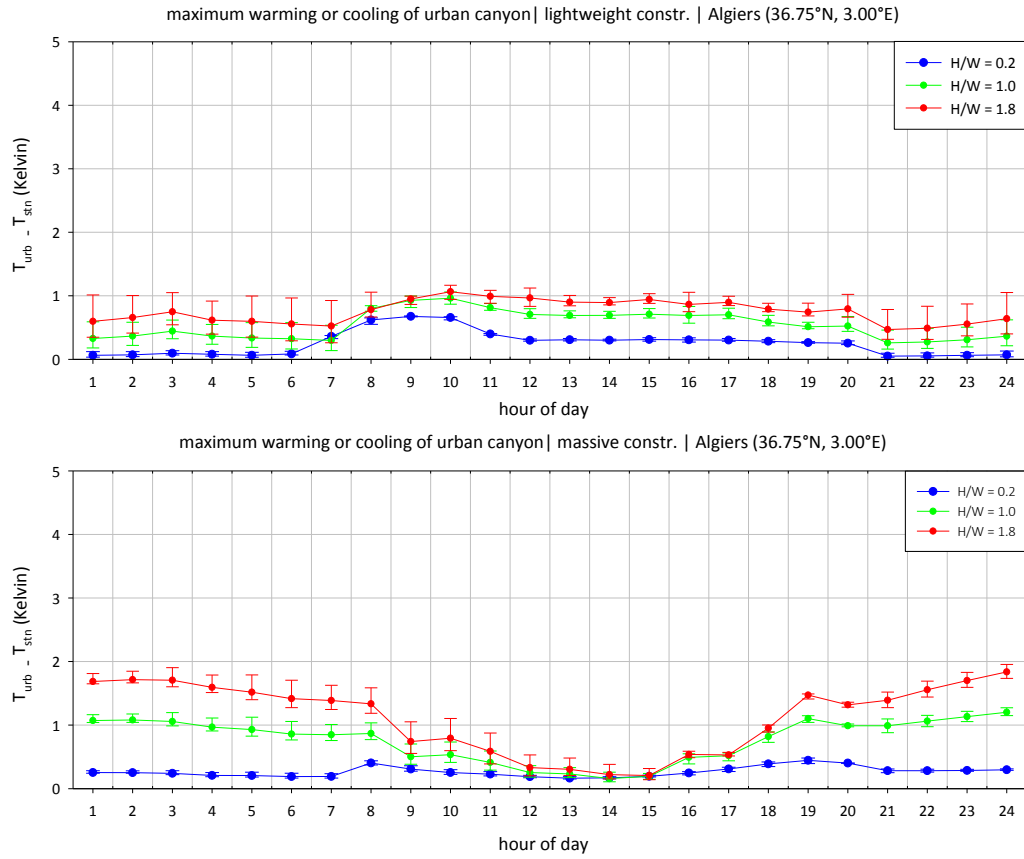 maximum warming or cooling of urban canyon| lightweight constr. | Algiers (36.75°N, 3.00°E)
5
4
3
2
1
0
T_urb - T_stn (Kelvin)
H/W = 0.2
H/W = 1.0
H/W = 1.8
1 2 3 4 5 6 7 8 9 10 11 12 13 14 15 16 17 18 19 20 21 22 23 24
hour of day
maximum warming or cooling of urban canyon| massive constr. | Algiers (36.75°N, 3.00°E)
5
4
3
2
1
0
T_urb - T_stn (Kelvin)
H/W = 0.2
H/W = 1.0
H/W = 1.8
1 2 3 4 5 6 7 8 9 10 11 12 13 14 15 16 17 18 19 20 21 22 23 24
hour of day